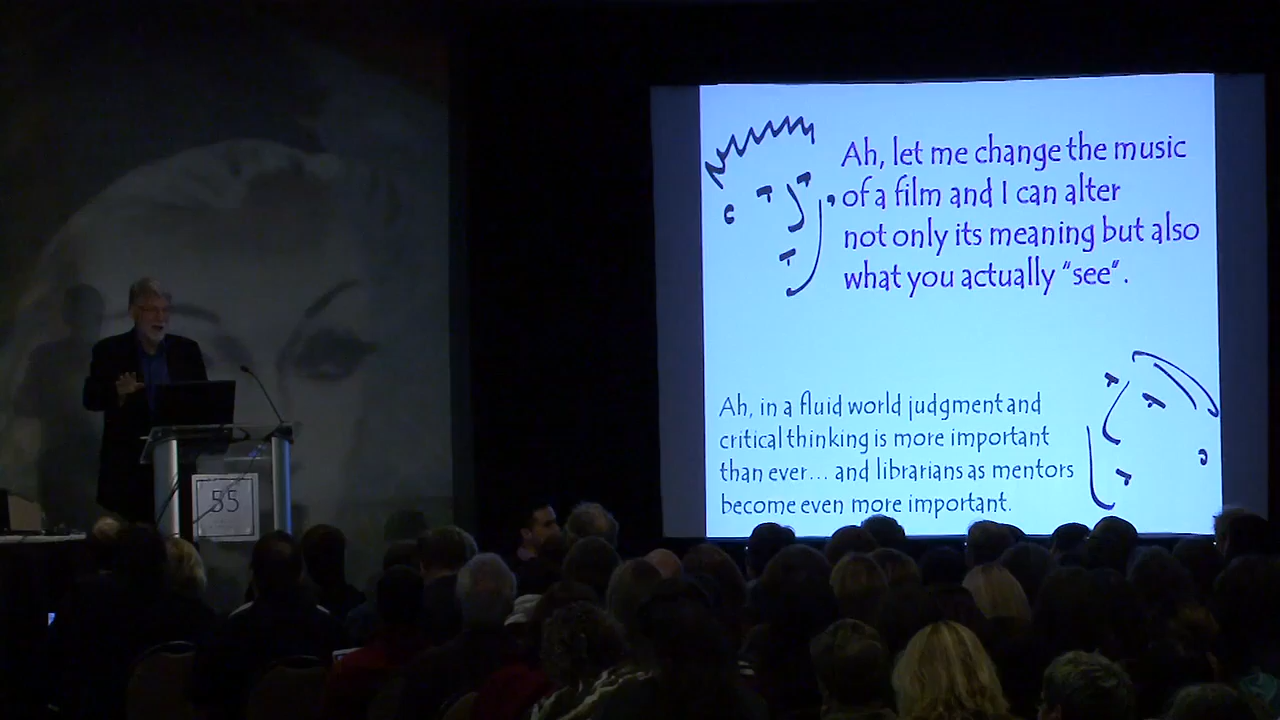 Ah, let me change the music
of a film and I can alter
not only its meaning but also
what you actually "see".
Ah, in a fluid world judgment and
critical thinking is more important
than ever... and librarians as mentors
become even more important.
55